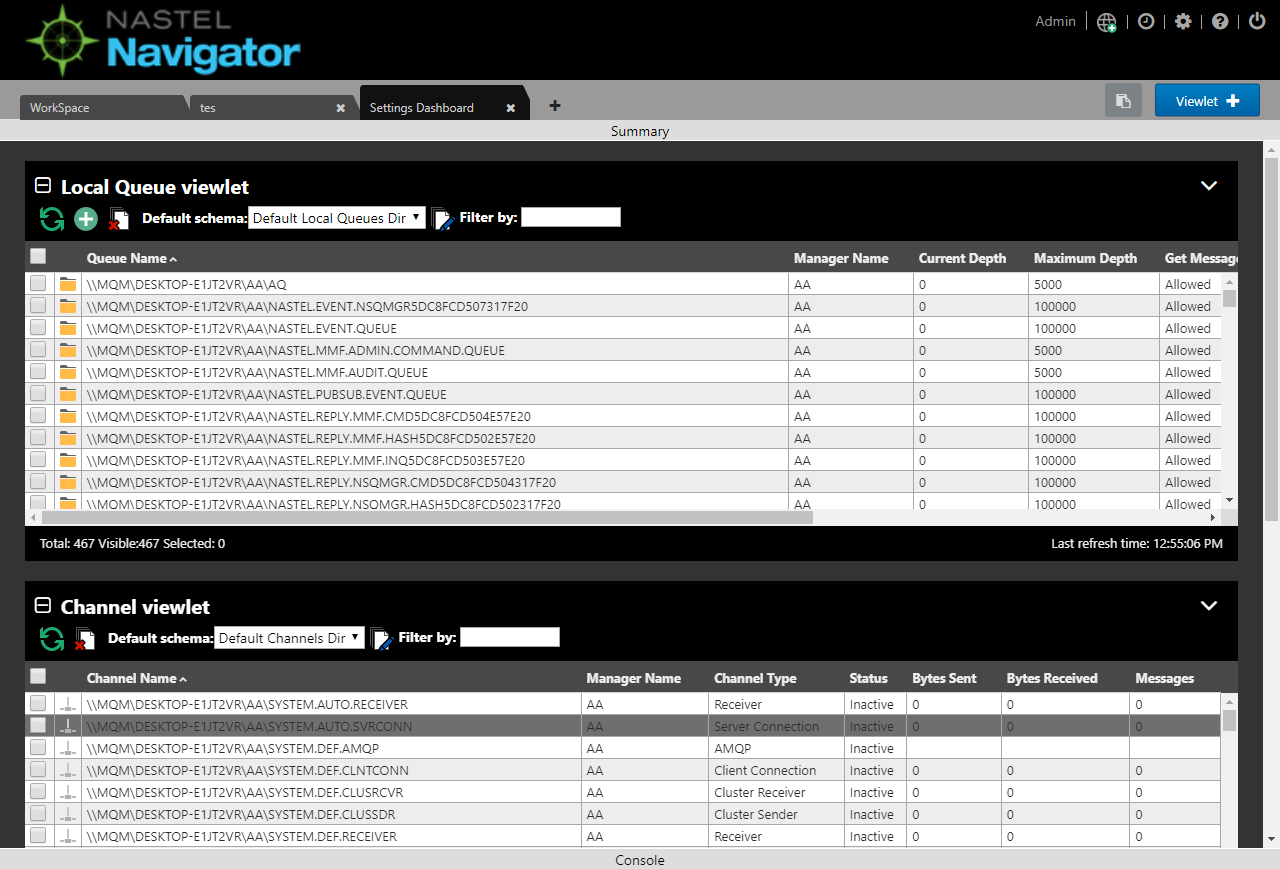 NASTEL
Navigator
Admin
WorkSpace tes Settings Dashboard Viewlet
Summary
Local Queue viewlet
Default schema: Default Local Queues Dir Filter by:
Queue Name Manager Name Current Depth Maximum Depth Get Messag
\\MQM\DESKTOP-E1JT2VR\AA\AQ AA 0 5000 Allowed
\\MQM\DESKTOP-E1JT2VR\AA\NASTEL.EVENT.NSQMGR5DC8FCD507317F20 AA 0 100000 Allowed
\\MQM\DESKTOP-E1JT2VR\AA\NASTEL.EVENT.QUEUE AA 0 100000 Allowed
\\MQM\DESKTOP-E1JT2VR\AA\NASTEL.MMF.ADMIN.COMMAND.QUEUE AA 0 5000 Allowed
\\MQM\DESKTOP-E1JT2VR\AA\NASTEL.MMF.AUDIT.QUEUE AA 0 5000 Allowed
\\MQM\DESKTOP-E1JT2VR\AA\NASTEL.PUBSUB.EVENT.QUEUE AA 0 100000 Allowed
\\MQM\DESKTOP-E1JT2VR\AA\NASTEL.REPLY.MMF.CMD5DC8FCD504E57E20 AA 0 100000 Allowed
\\MQM\DESKTOP-E1JT2VR\AA\NASTEL.REPLY.MMF.HASH5DC8FCD502E57E20 AA 0 100000 Allowed
\\MQM\DESKTOP-E1JT2VR\AA\NASTEL.REPLY.MMF.INQ5DC8FCD503E57E20 AA 0 100000 Allowed
\\MQM\DESKTOP-E1JT2VR\AA\NASTEL.REPLY.NSQMGR.CMD5DC8FCD504317F20 AA 0 100000 Allowed
\\MQM\DESKTOP-E1JT2VR\AA\NASTEL.REPLY.NSQMGR.HASH5DC8FCD502317F20 AA 0 100000 Allowed
Total: 467 Visible:467 Selected: 0 Last refresh time: 12:55:06 PM
Channel viewlet
Default schema: Default Channels Dir Filter by:
Channel Name Manager Name Channel Type Status Bytes Sent Bytes Received Messages
\\MQM\DESKTOP-E1JT2VR\AA\SYSTEM.AUTO.RECEIVER AA Receiver Inactive 0 0 0
\\MQM\DESKTOP-E1JT2VR\AA\SYSTEM.AUTO.SVRCONN AA Server Connection Inactive 0 0 0
\\MQM\DESKTOP-E1JT2VR\AA\SYSTEM.DEF.AMQP AA AMQP Inactive
\\MQM\DESKTOP-E1JT2VR\AA\SYSTEM.DEF.CLNTCONN AA Client Connection Inactive 0 0 0
\\MQM\DESKTOP-E1JT2VR\AA\SYSTEM.DEF.CLUSRCVR AA Cluster Receiver Inactive 0 0 0
\\MQM\DESKTOP-E1JT2VR\AA\SYSTEM.DEF.CLUSSDR AA Cluster Sender Inactive 0 0 0
\\MQM\DESKTOP-E1JT2VR\AA\SYSTEM.DEF.RECEIVER AA Receiver Inactive 0 0 0
Console